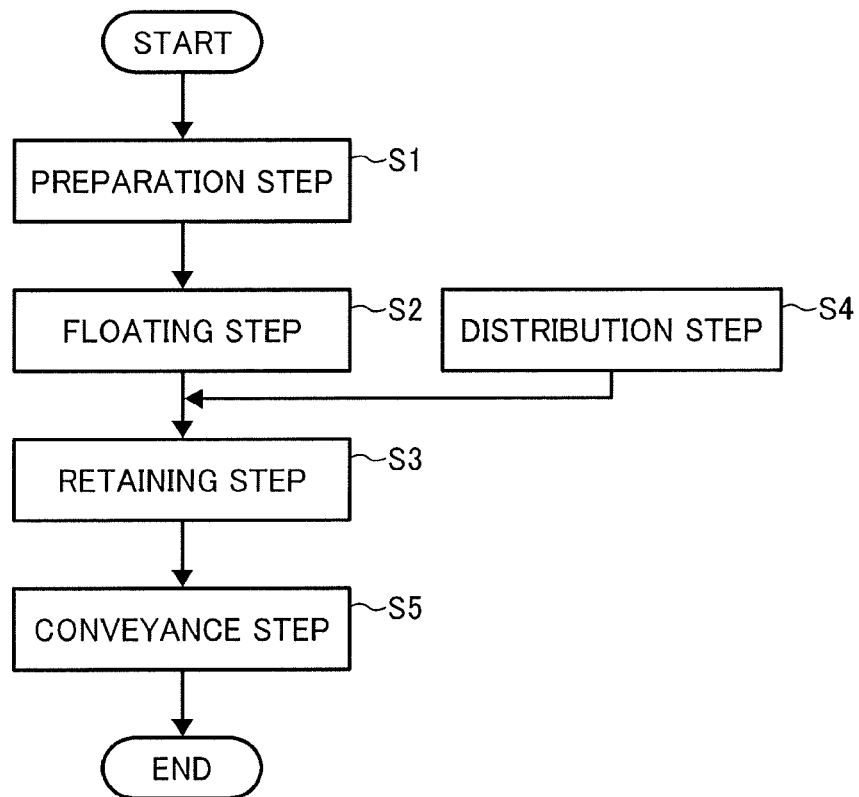 START
PREPARATION STEP
S1
FLOATING STEP
S2
DISTRIBUTION STEP
S4
RETAINING STEP
S3
CONVEYANCE STEP
S5
END